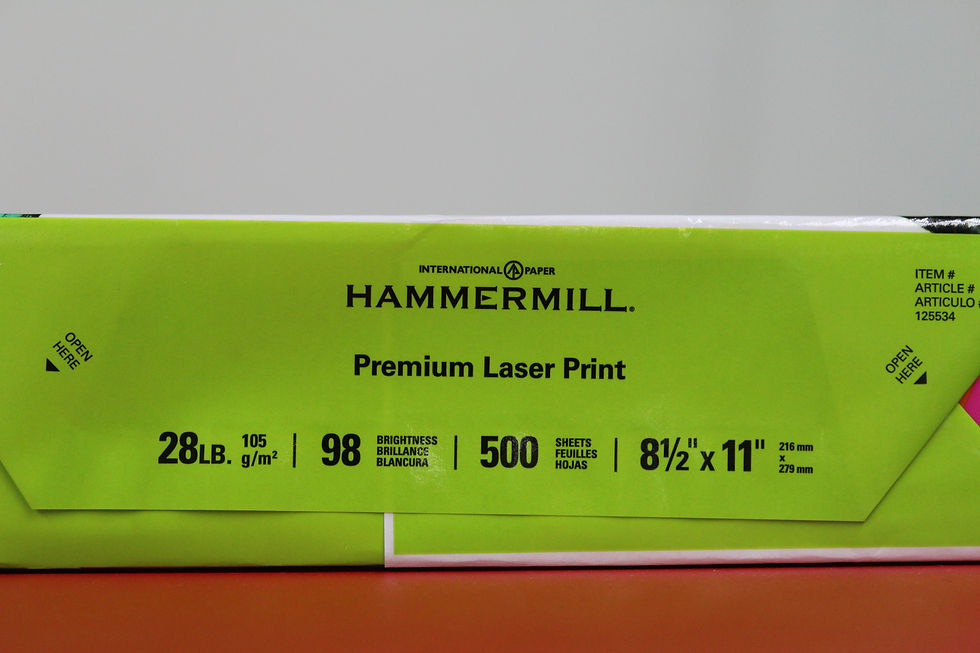 INTERNATIONAL PAPER
HAMMERMILL®
ITEM #
ARTICLE #
ARTICULO #
125534
OPEN
HERE
OPEN
HERE
Premium Laser Print
28LB. 105 g/m² | 98 BRIGHTNESS | 500 SHEETS | 8½" x 11" 216 mm
BRILLANCE FEUILLES x
BLANCURA HOJAS 279 mm